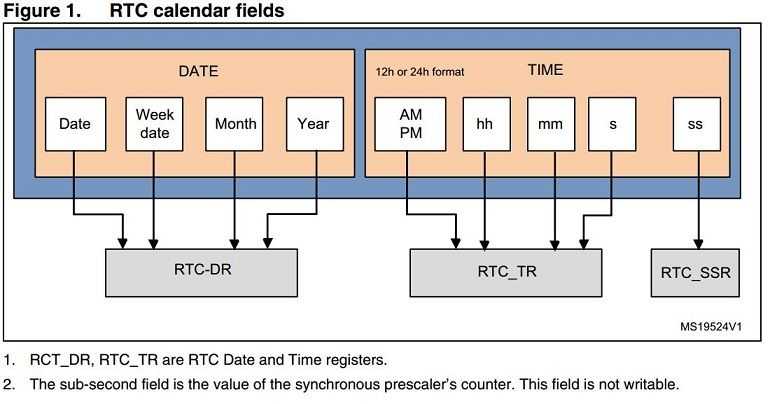 Figure 1. RTC calendar fields
DATE
12h or 24h format
TIME
Date
Week
date
Month
Year
AM
PM
hh
mm
s
ss
RTC-DR
RTC_TR
RTC_SSR
MS19524V1
1. RCT_DR, RTC_TR are RTC Date and Time registers.
2. The sub-second field is the value of the synchronous prescaler's counter. This field is not writable.